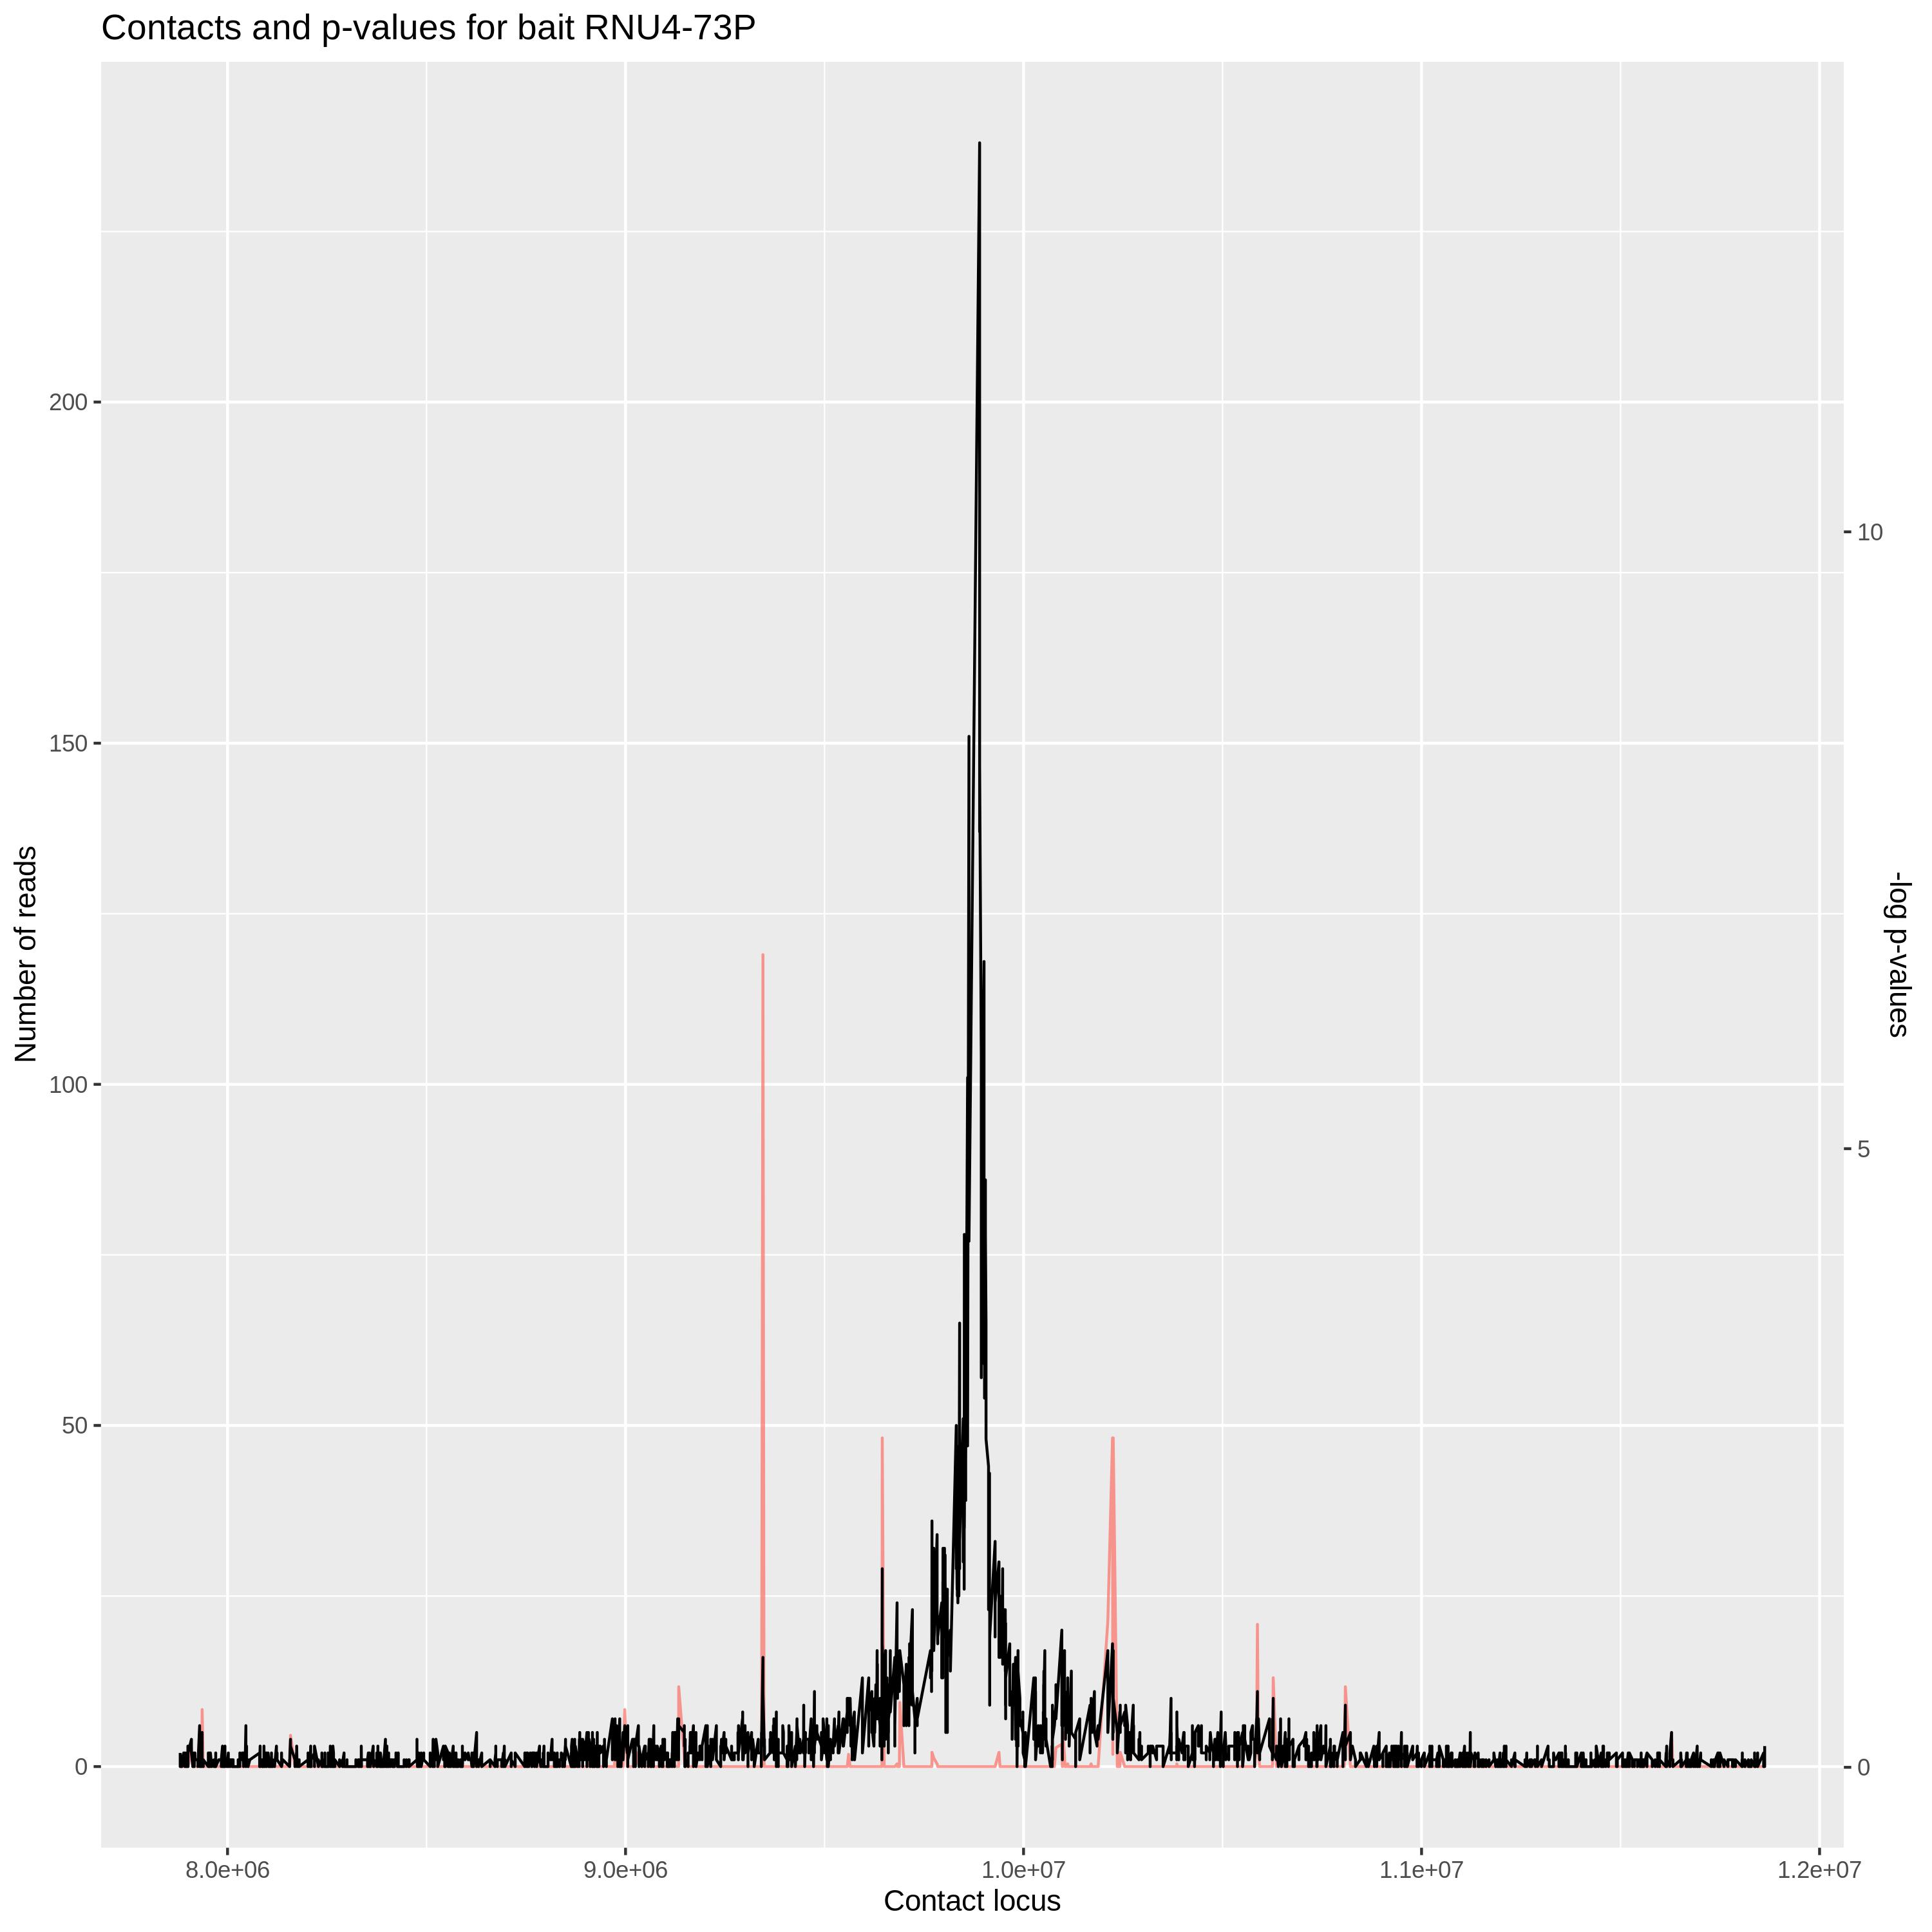 Contacts and p-values for bait RNU4-73P
Number of reads
200
150
100
50
0
10
5
0
-log p-values
8.0e+06
9.0e+06
1.0e+07
1.1e+07
1.2e+07
Contact locus